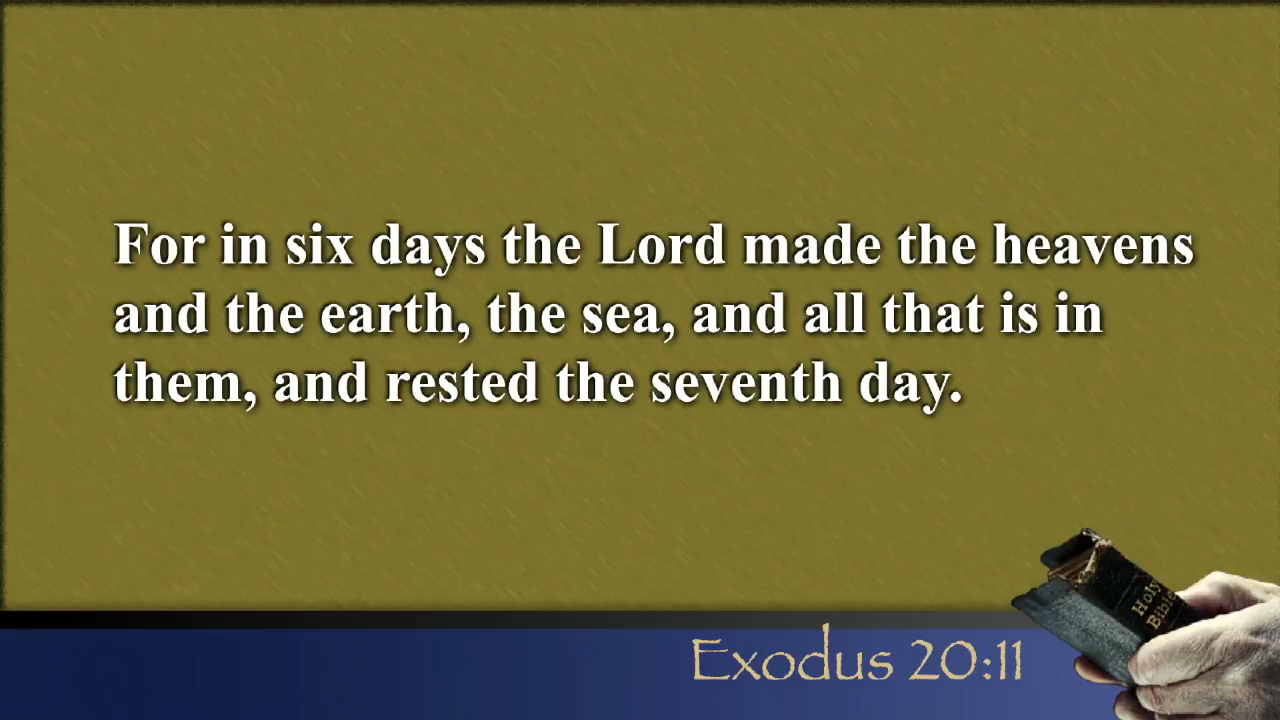 For in six days the Lord made the heavens
and the earth, the sea, and all that is in
them, and rested the seventh day.
Holy
Bible
Exodus 20:11